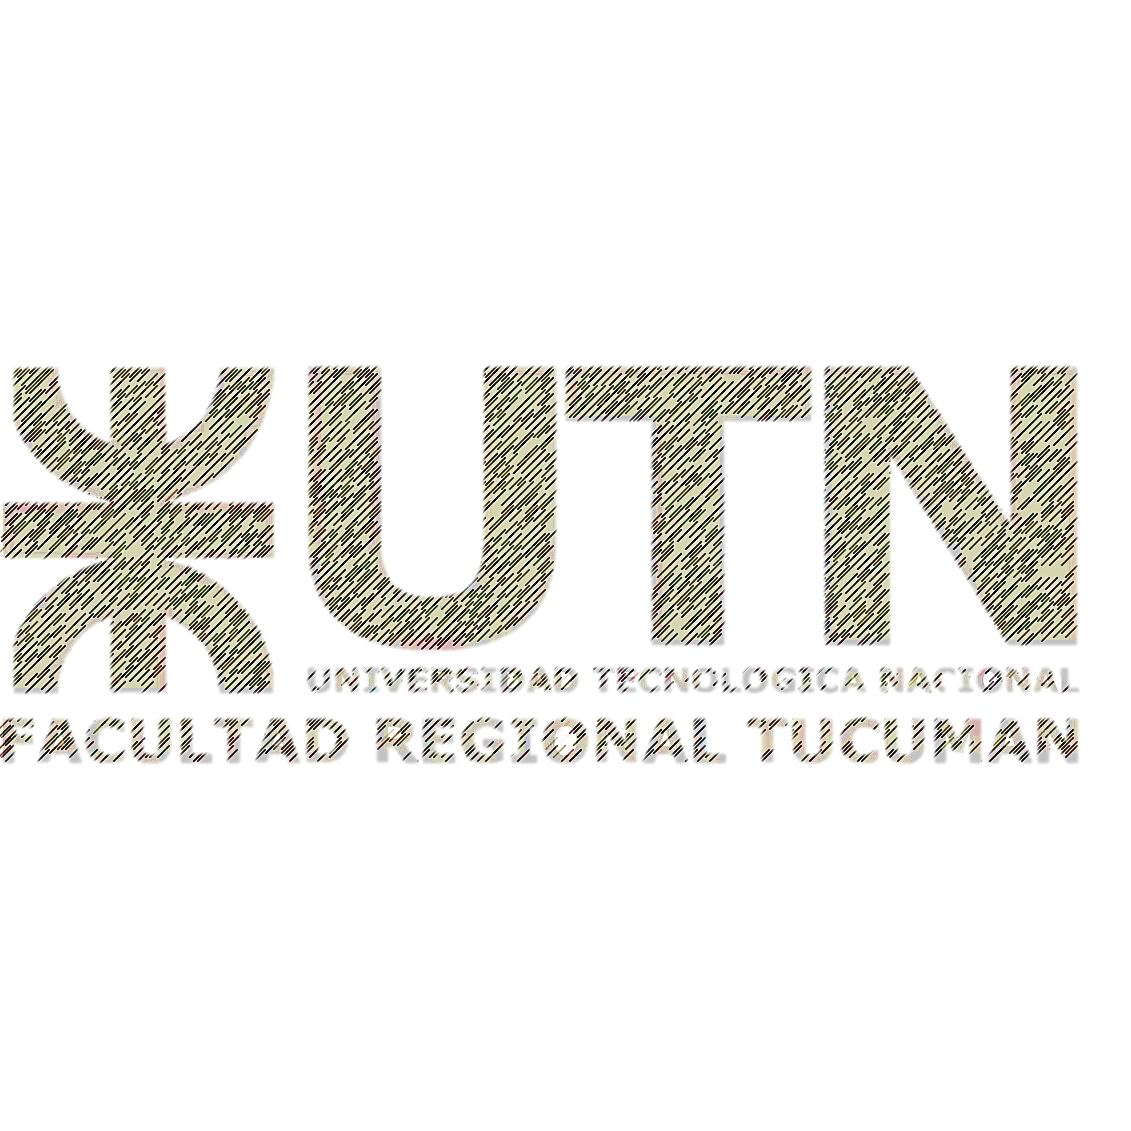 UTN
UNIVERSIDAD TECNOLOGICA NACIONAL
FACULTAD REGIONAL TUCUMAN